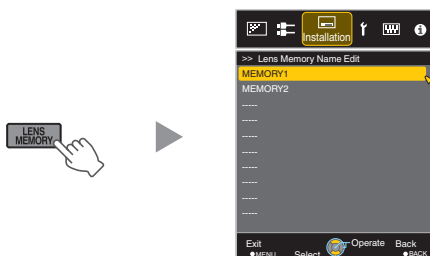 LENS
MEMORY
Installation
>> Lens Memory Name Edit
MEMORY1
MEMORY2
-----
-----
-----
-----
-----
-----
-----
-----
Exit
MENU
Select
Operate
Back
BACK